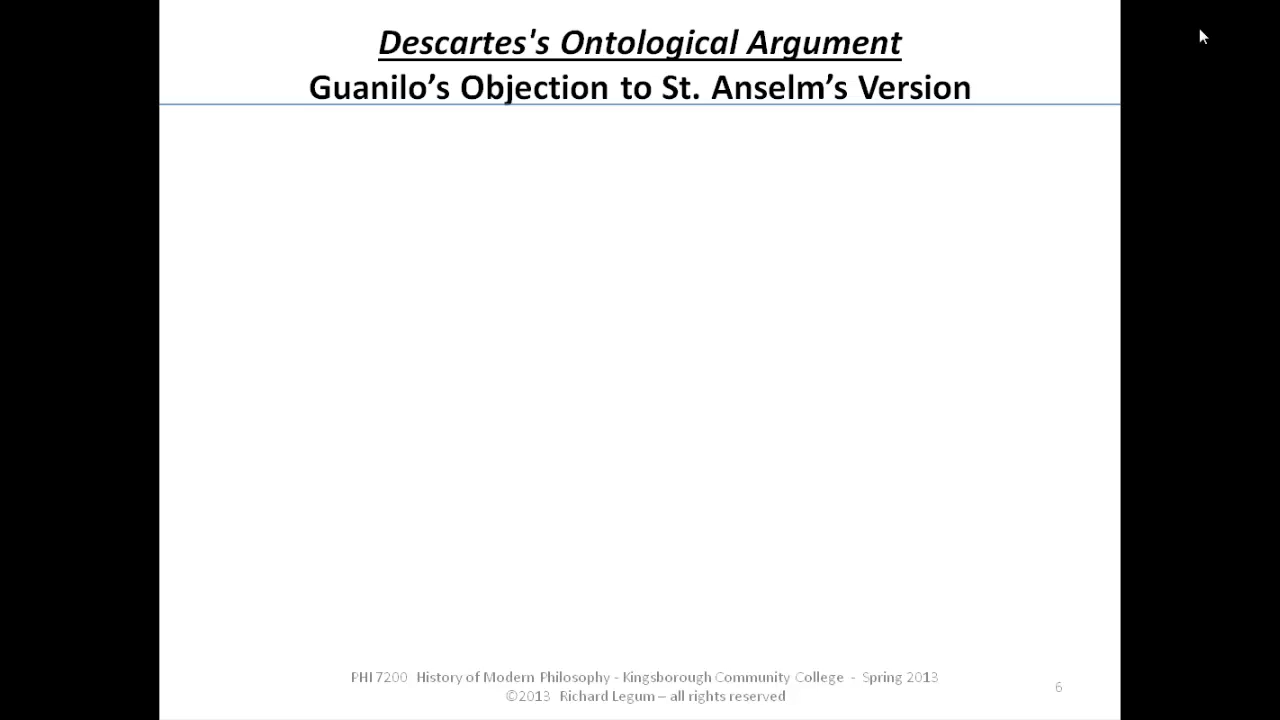 Descartes's Ontological Argument
Guanilo’s Objection to St. Anselm’s Version
PHI 7200 History of Modern Philosophy - Kingsborough Community College - Spring 2013
©2013 Richard Legum – all rights reserved
6